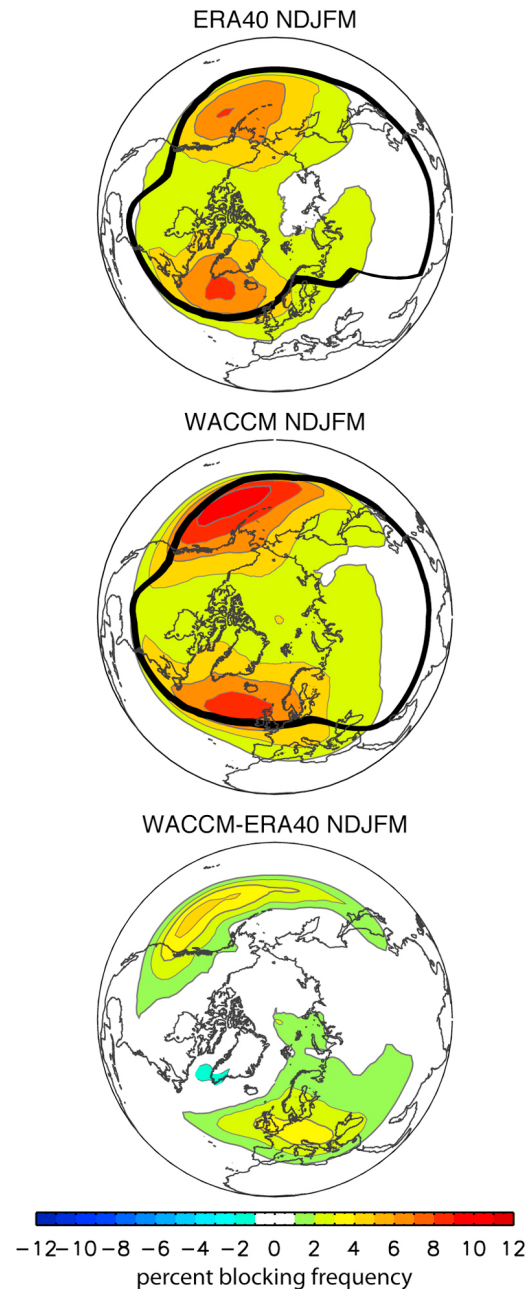 ERA40 NDJFM
WACCM NDJFM
WACCM-ERA40 NDJFM
−12−10 −8 −6 −4 −2 0 2 4 6 8 10 12
percent blocking frequency